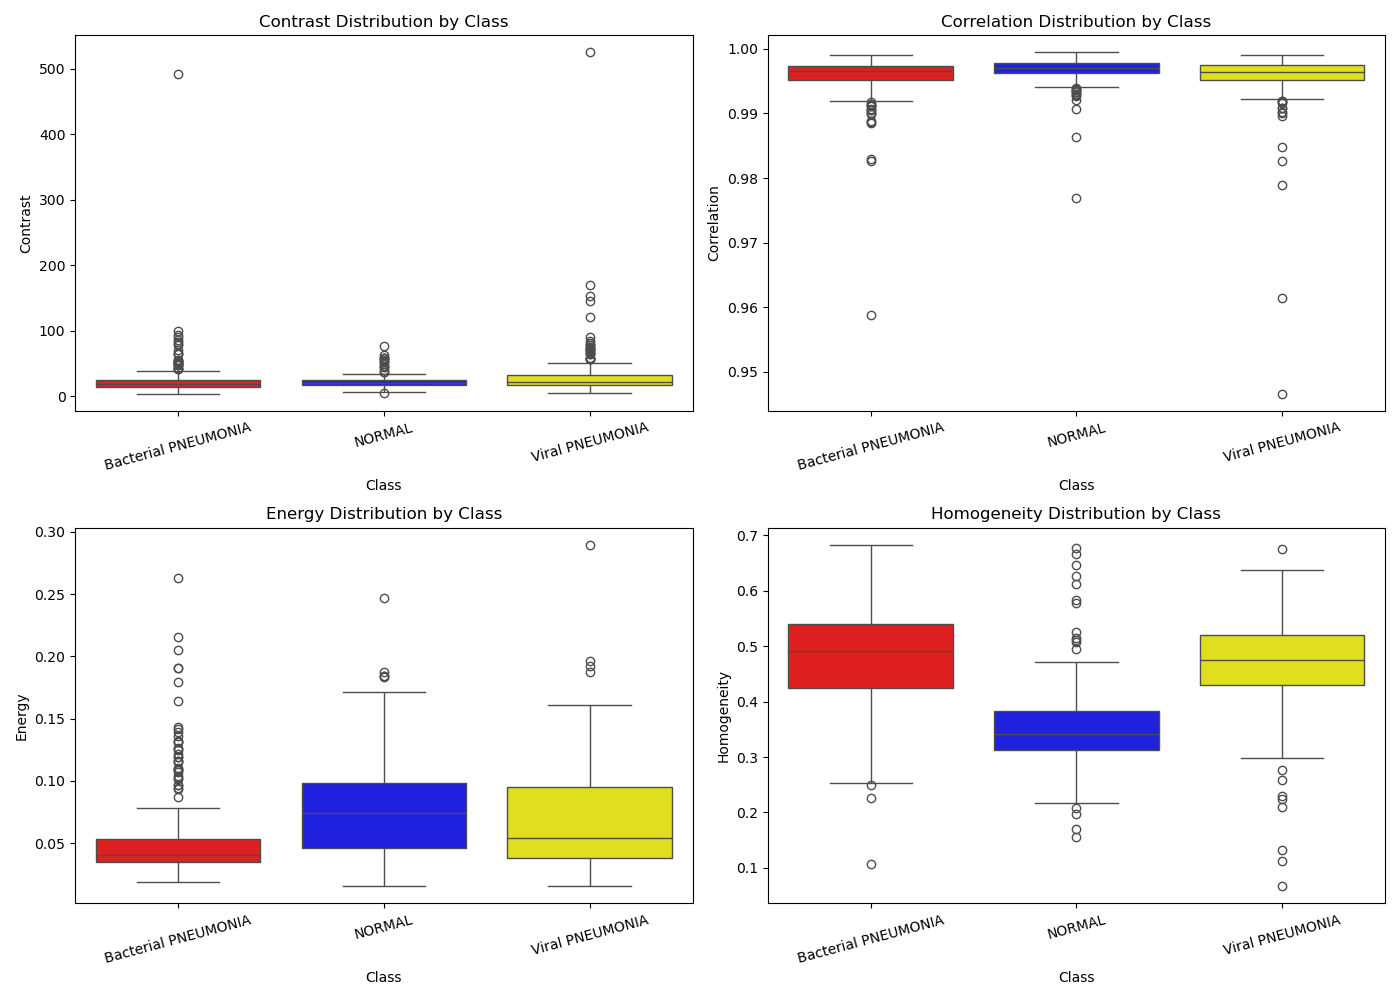 Contrast Distribution by Class
500
400
300
200
100
0
Contrast
Bacterial PNEUMONIA
NORMAL
Viral PNEUMONIA
Class
Correlation Distribution by Class
1.00
0.99
0.98
0.97
0.96
0.95
Correlation
Bacterial PNEUMONIA
NORMAL
Viral PNEUMONIA
Class
Energy Distribution by Class
0.30
0.25
0.20
0.15
0.10
0.05
Energy
Bacterial PNEUMONIA
NORMAL
Viral PNEUMONIA
Class
Homogeneity Distribution by Class
0.7
0.6
0.5
0.4
0.3
0.2
0.1
Homogeneity
Bacterial PNEUMONIA
NORMAL
Viral PNEUMONIA
Class